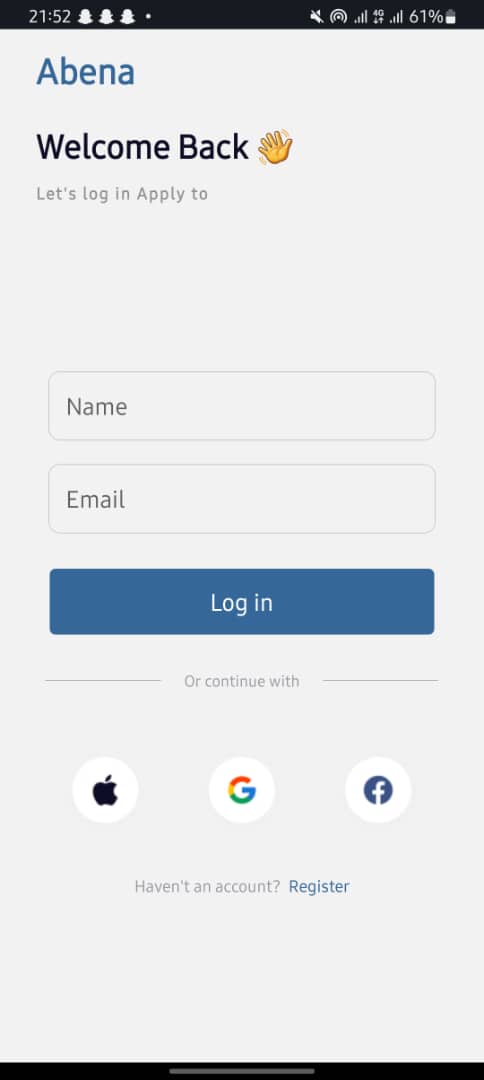 21:52 4G 61%
Abena
Welcome Back 👋
Let's log in Apply to
Name
Email
Log in
Or continue with
Haven't an account? Register